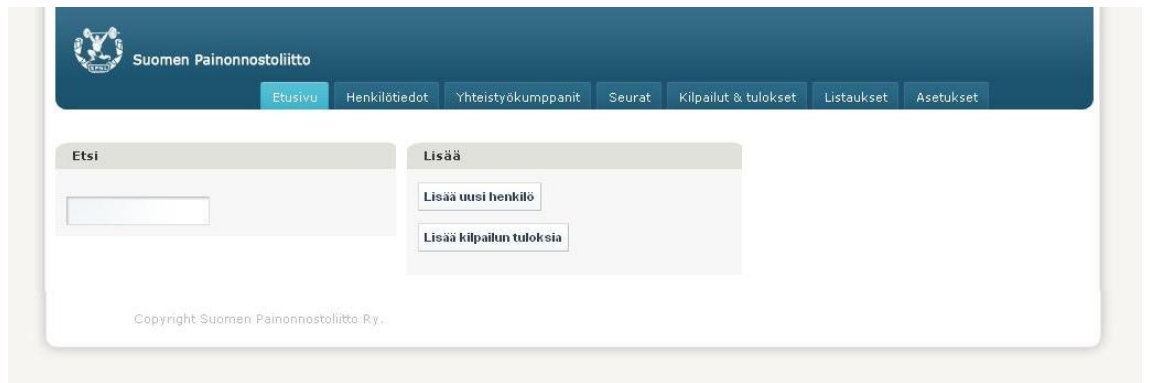 Suomen Painonnostoliitto
Etusivu Henkilötiedot Yhteistyökumppanit Seurat Kilpailut & tulokset Listaukset Asetukset
Etsi Lisää
Lisää uusi henkilö
Lisää kilpailun tuloksia
Copyright Suomen Painonnostoliitto Ry.